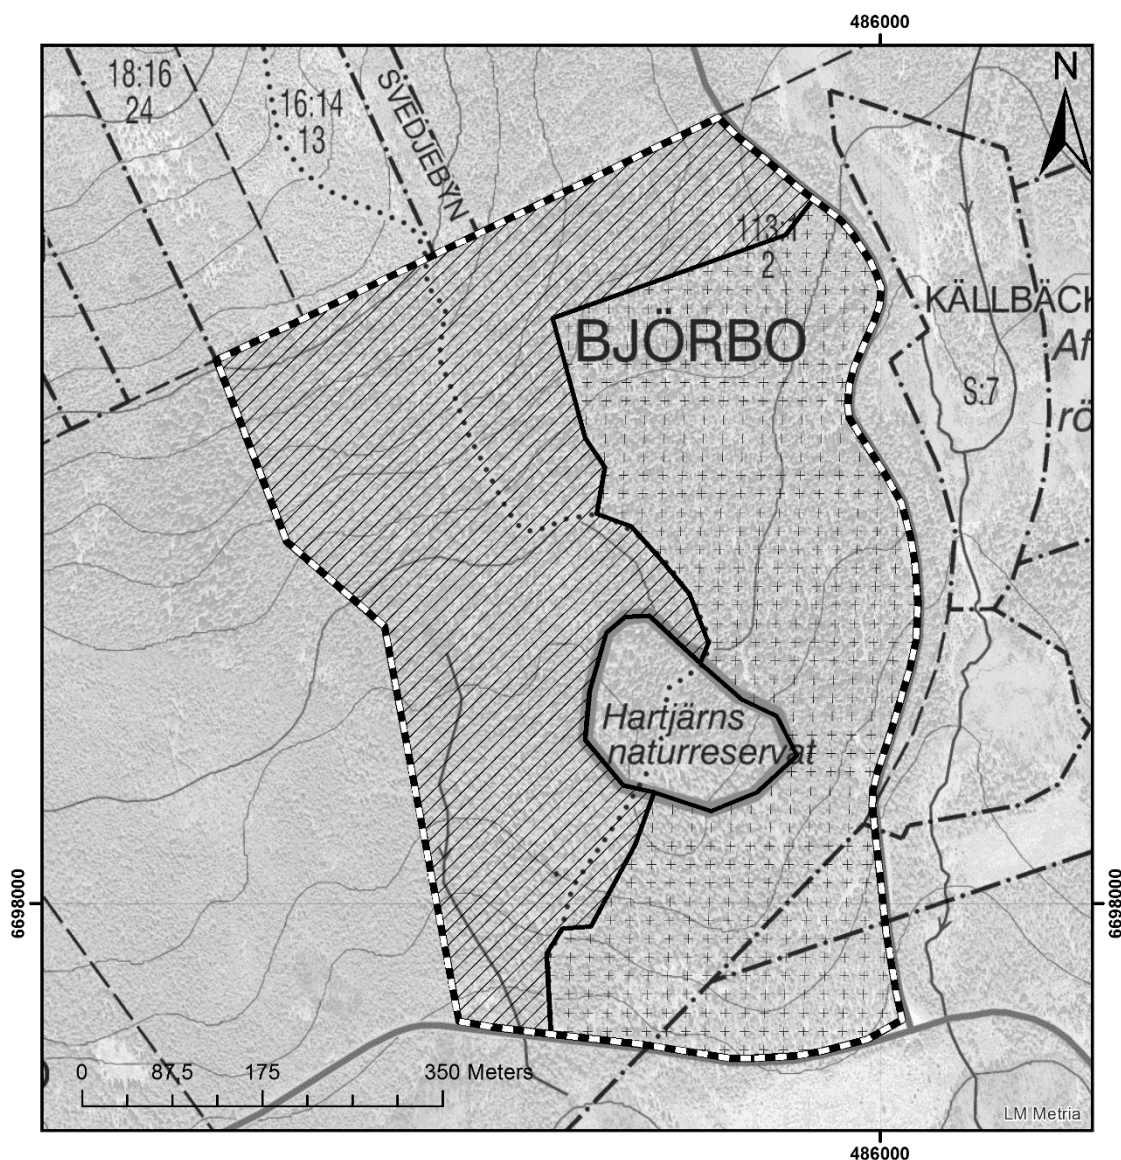 486000
N
18:16
24
16:14
13
SVEDJEBYN
113:1
2
KÄLLBÄCK
BJÖRBO
Af
S:7
rö
Hartjärns
naturreservat
6698000
6698000
0
87,5
175
350 Meters
LM Metria
486000